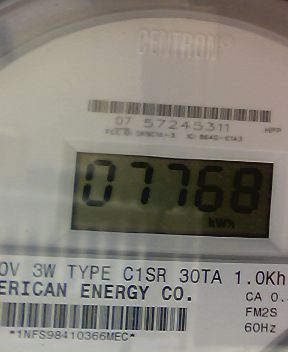 CENTRON®
07 57245311
07768
kWh
0V 3W TYPE C1SR 30TA 1.0Kh
ERICAN ENERGY CO.
CA 0.
FM2S
60Hz
*1NFS98410366MEC*